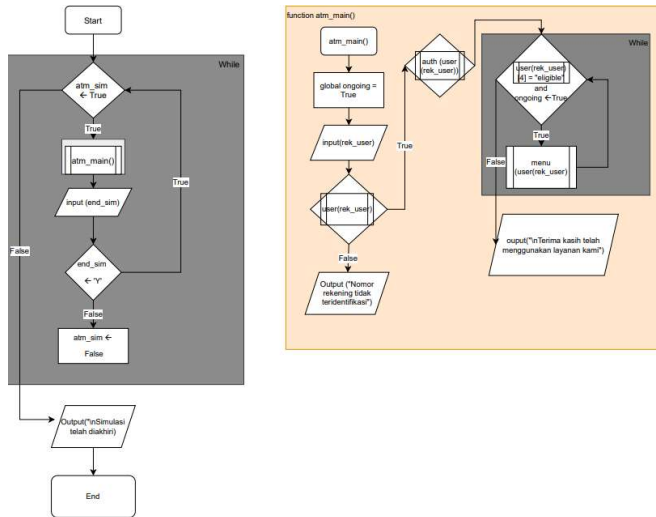 Start
While
atm_sim
← True
True
atm_main()
input (end_sim)
True
False
end_sim
← 'Y'
False
atm_sim ←
False
Output("\nSimulasi
telah diakhiri)
End
function atm_main()
atm_main()
global ongoing =
True
input(rek_user)
user(rek_user)
True
False
Output ("Nomor
rekening tidak
teridentifikasi")
auth (user
(rek_user))
While
user(rek_user)
[4] = "eligible"
and
ongoing ←True
True
False
menu
(user(rek_user)
ouput("\nTerima kasih telah
menggunakan layanan kami")